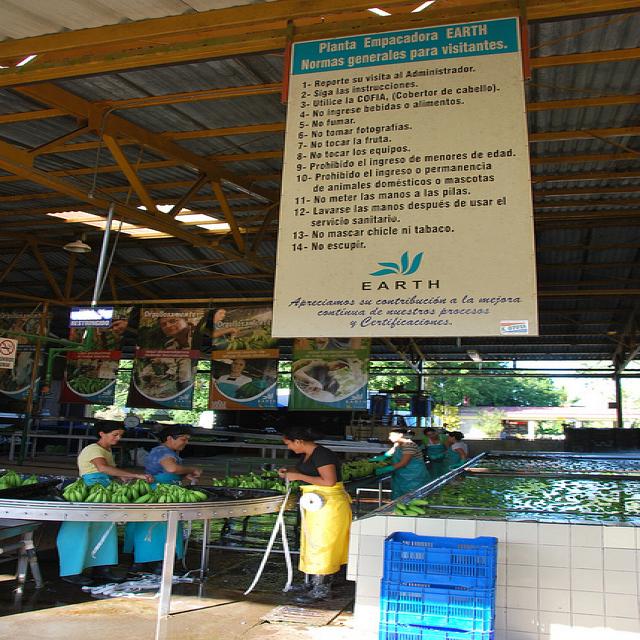 Planta Empacadora EARTH
Normas generales para visitantes.
1- Reporte su visita al Administrador.
2- Siga las instrucciones.
3- Utilice la COFIA, (Cobertor de cabello).
4- No ingrese bebidas o alimentos.
5- No fumar.
6- No tomar fotografias.
7- No tocar la fruta.
8- No tocar los equipos.
9- Prohibido el ingreso de menores de edad.
10- Prohibido el ingreso o permanencia
de animales domésticos o mascotas
11- No meter las manos a las pilas.
12- Lavarse las manos después de usar el
servicio sanitario.
13- No mascar chicle ni tabaco.
14- No escupir.
EARTH
Apreciamos su contribución a la mejora
continua de nuestros procesos
y Certificaciones.
RESTRINGIDO